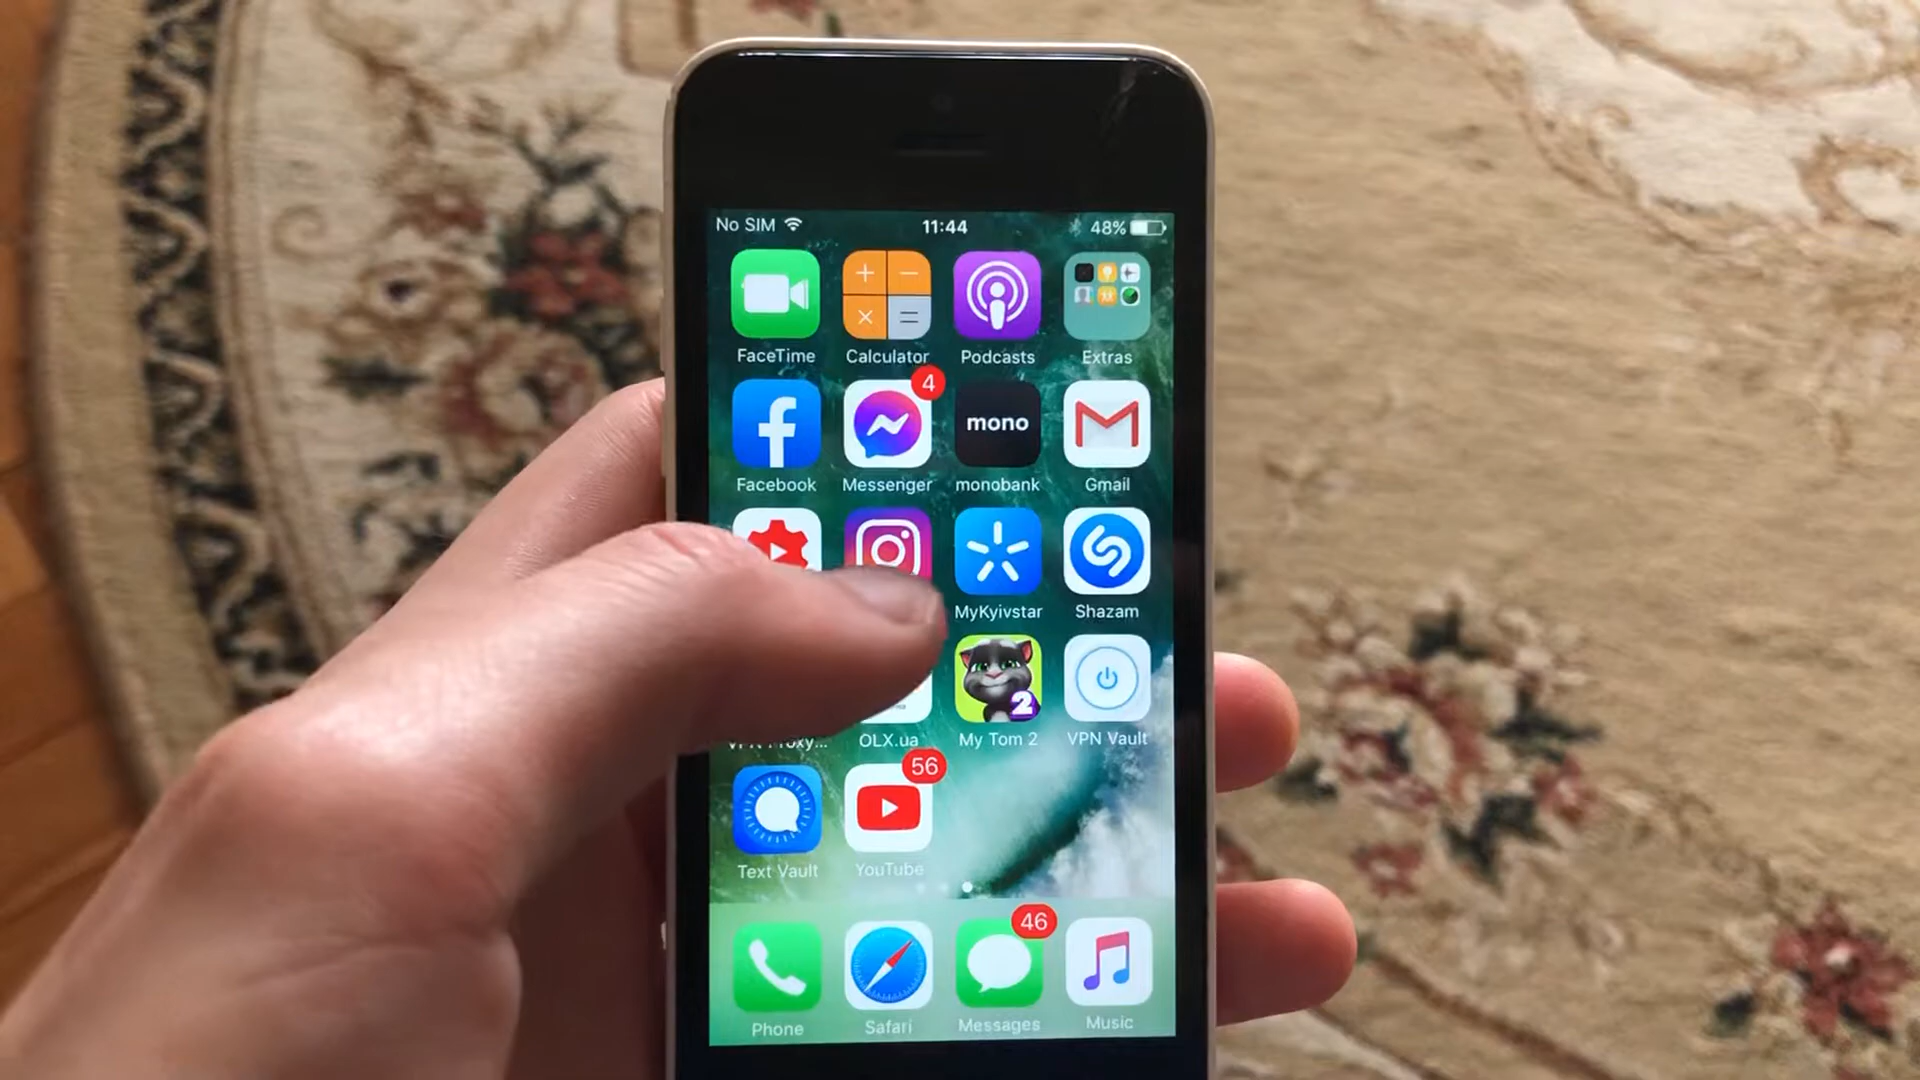 No SIM 11:44 48%
FaceTime Calculator Podcasts Extras
4
mono
Facebook Messenger monobank Gmail
MyKyivstar Shazam
2
OLX.ua My Tom 2 VPN Vault
56
Text Vault YouTube
46
Phone Safari Messages Music